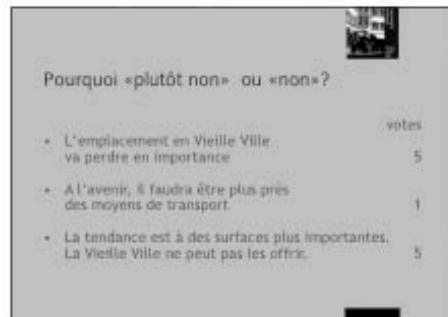 Pourquoi «plutôt non» ou «non»?
votes
• L'emplacement en Vieille Ville
va perdre en importance 5
• A l'avenir, il faudra être plus près
des moyens de transport 1
• La tendance est à des surfaces plus importantes.
La Vieille Ville ne peut pas les offrir. 5